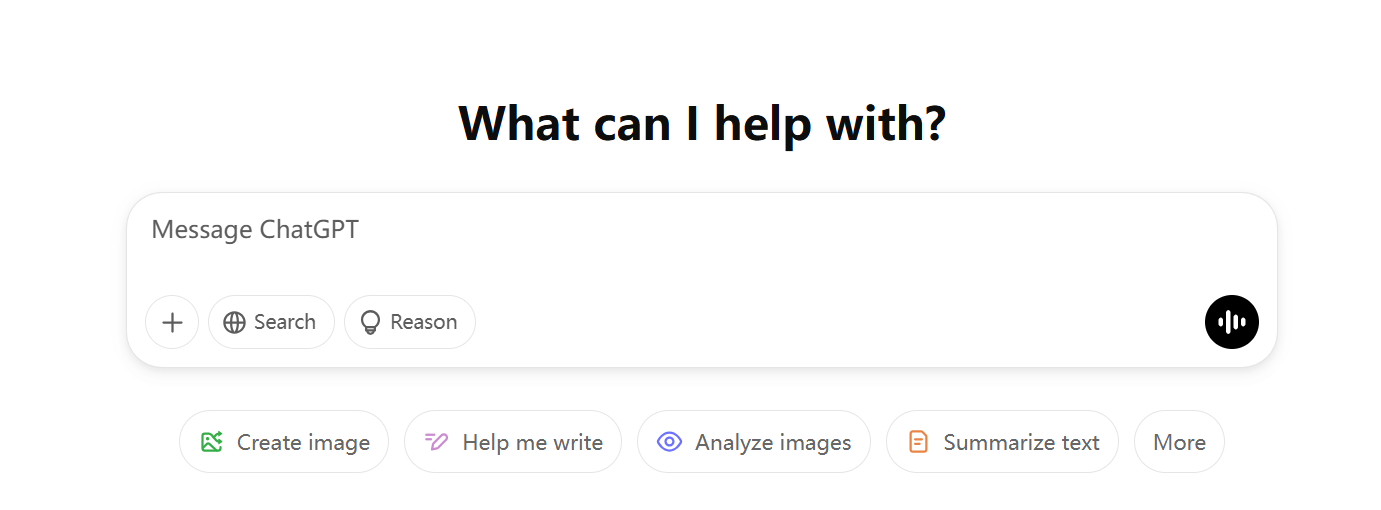 What can I help with?
Message ChatGPT
Search Reason
Create image Help me write Analyze images Summarize text More